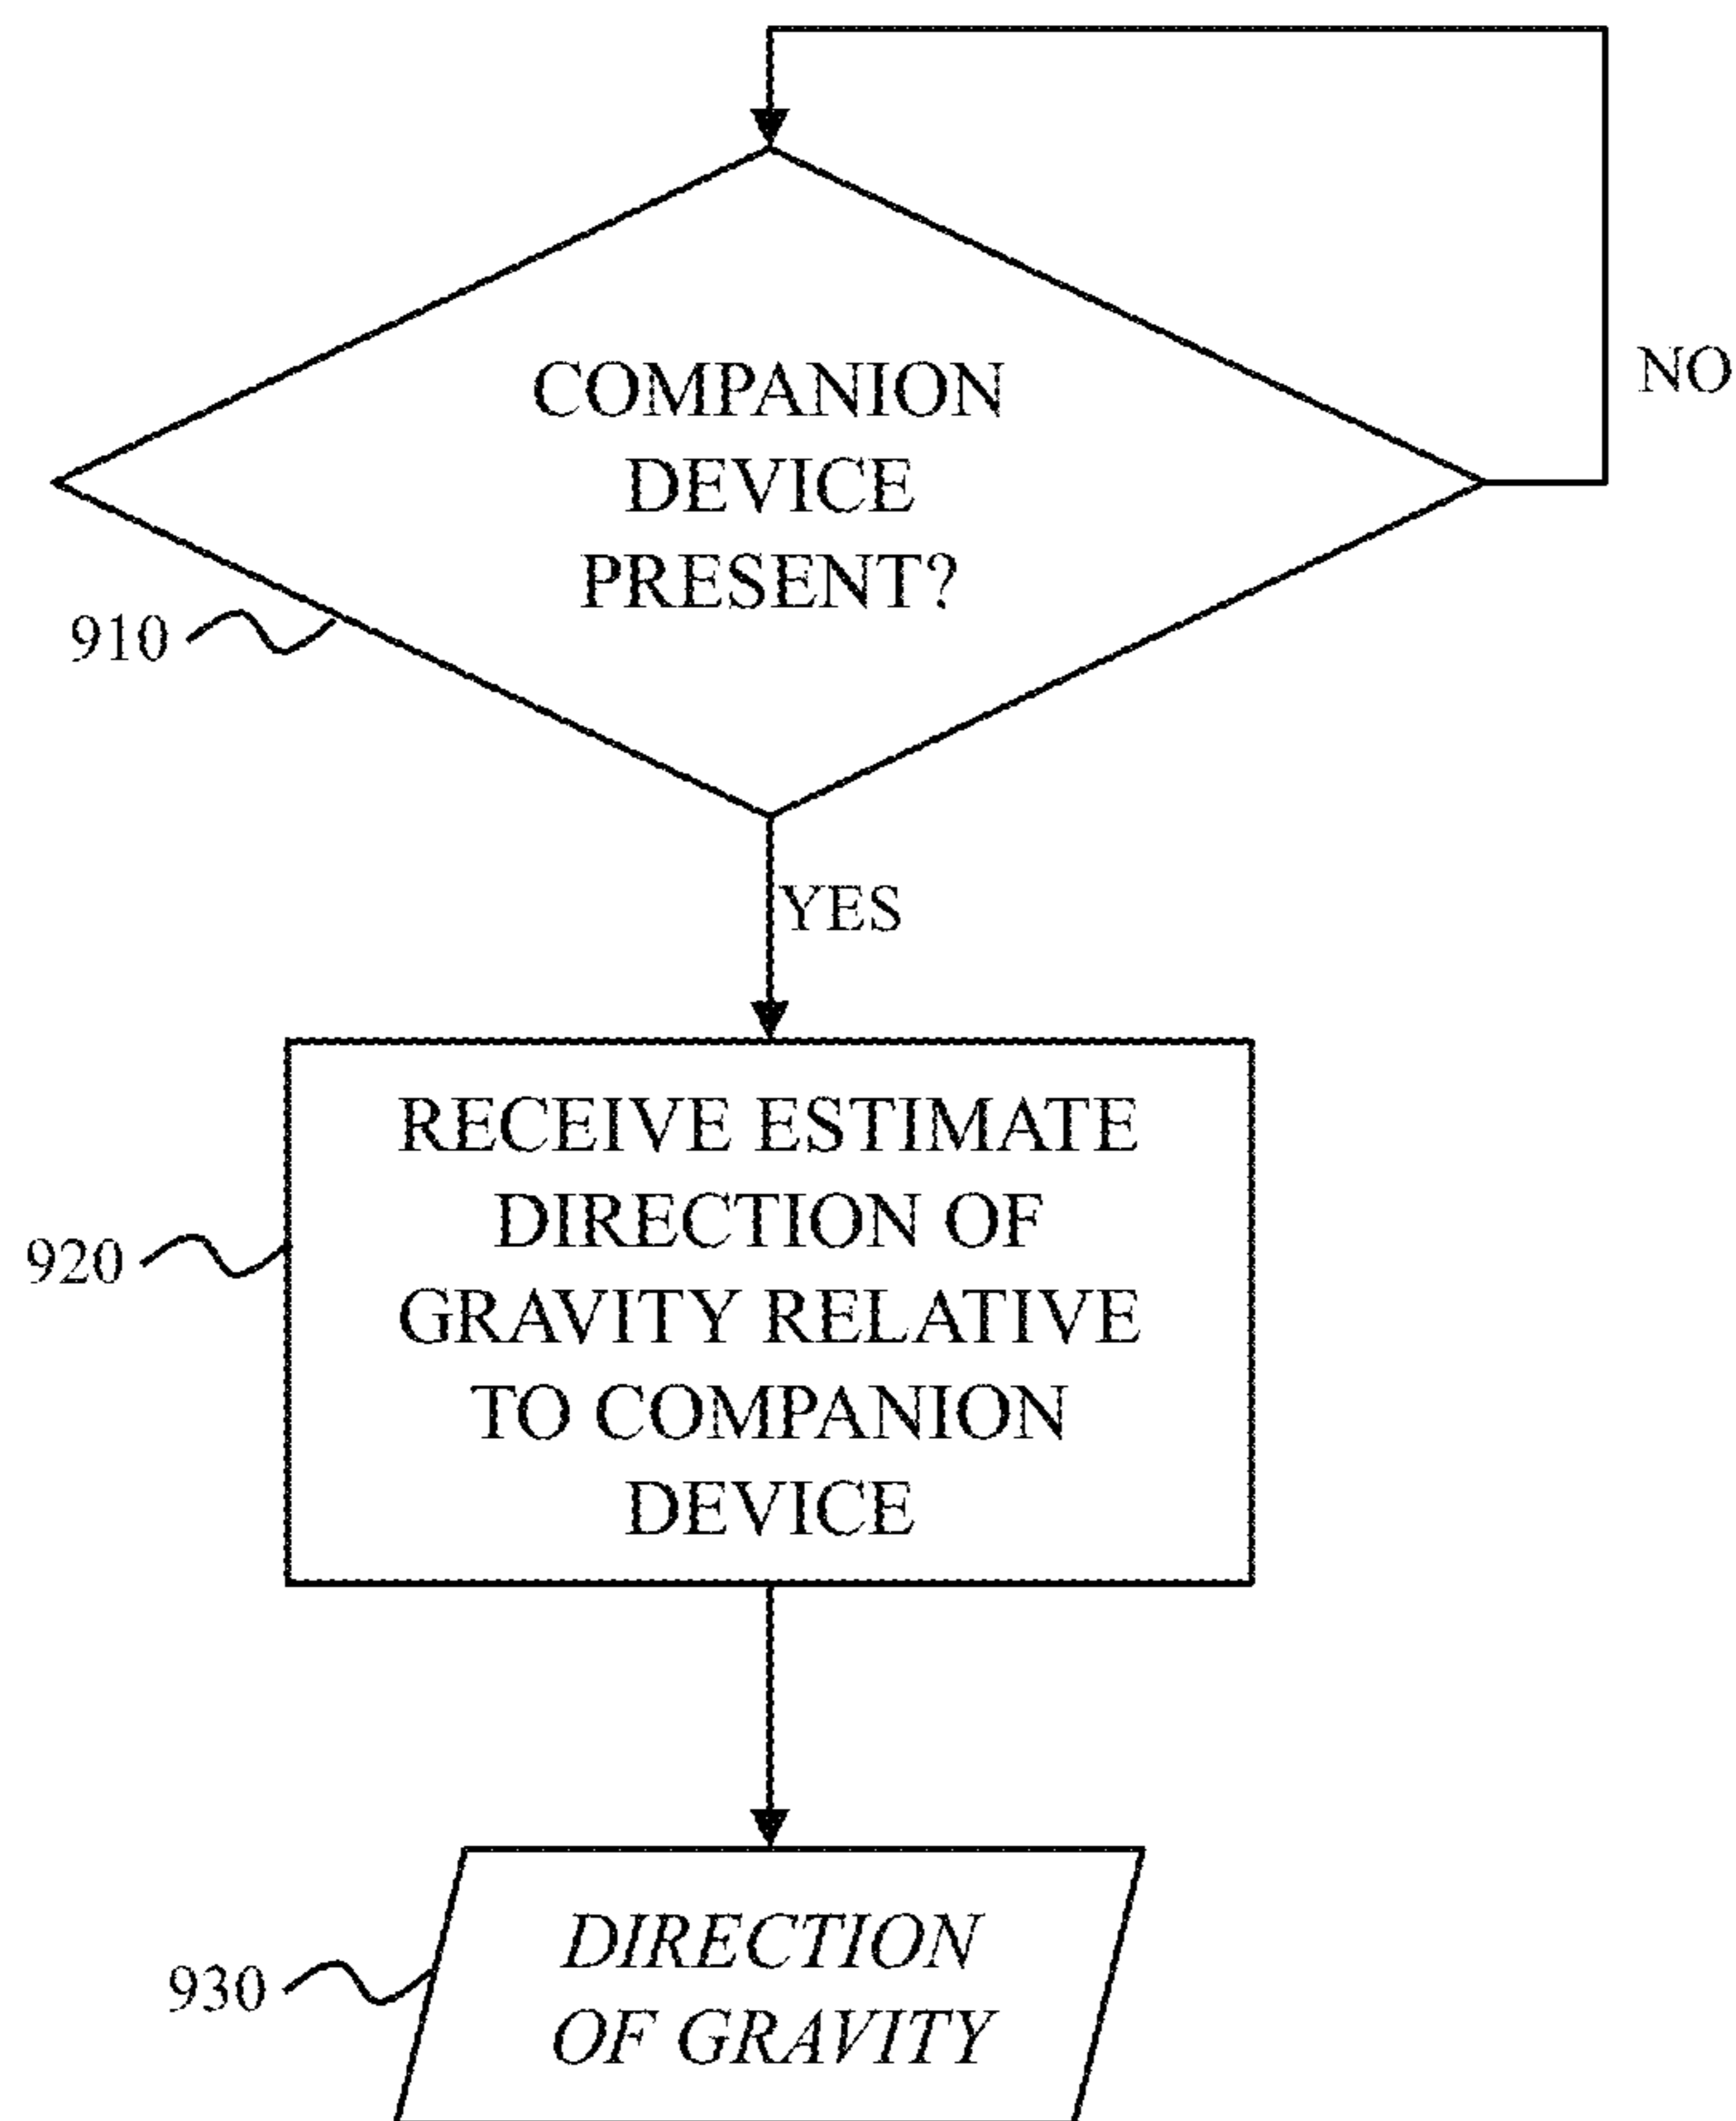 COMPANION
DEVICE
PRESENT?
NO
910
YES
RECEIVE ESTIMATE
DIRECTION OF
GRAVITY RELATIVE
TO COMPANION
DEVICE
920
DIRECTION
OF GRAVITY
930